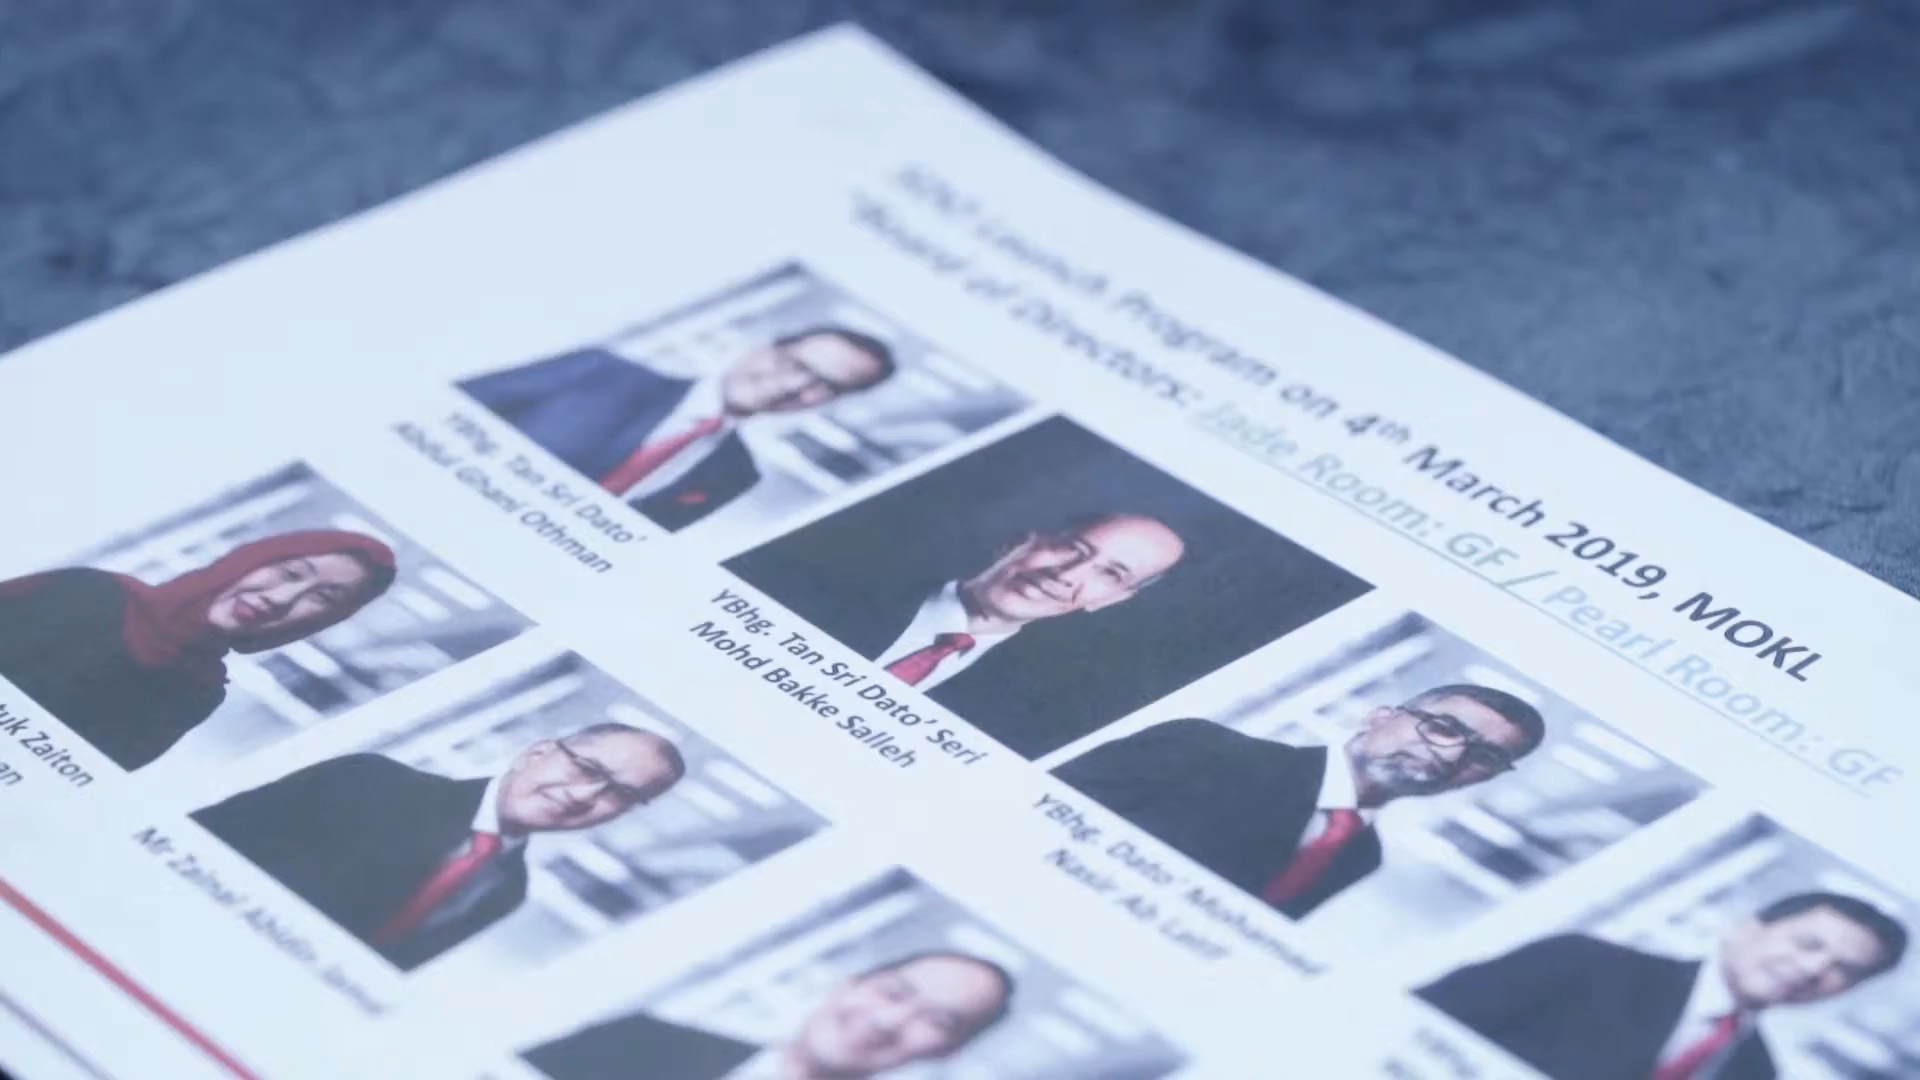 Launch Program on 4th March 2019, MOKL
"Board of Directors: Jade Room: GF / Pearl Room: GF
YBhg. Tan Sri Dato'
Abdul Ghani Othman
YBhg. Tan Sri Dato' Seri
Mohd Bakke Salleh
YBhg. Dato' Mohamad
Nasir Ab Latif
uk Zaiton
an
Mr Zainal Abidin Jamal